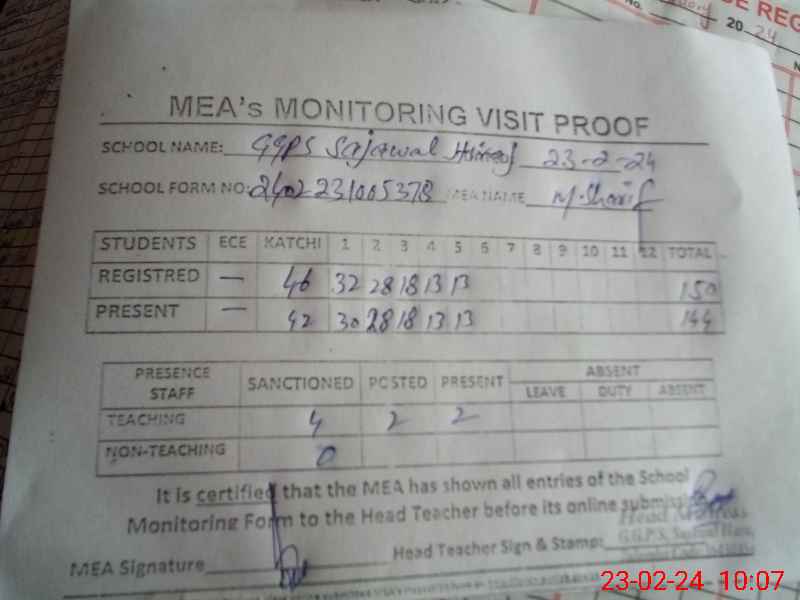 20 24
MEA's MONITORING VISIT PROOF
SCHOOL NAME: GGPS Sajawal 23-2-24
SCHOOL FORM NO: 2402231005378 MEA NAME M. Sharif
STUDENTS ECE KATCHI 1 2 3 4 5 6 7 8 9 10 11 12 TOTAL
REGISTRED — 46 32 28 18 13 13 150
PRESENT — 42 30 28 18 13 13 144
PRESENCE STAFF SANCTIONED POSTED PRESENT ABSENT
LEAVE DUTY ABSENT
TEACHING 4 2 2
NON-TEACHING 0
It is certified that the MEA has shown all entries of the School
Monitoring Form to the Head Teacher before its online submission
MEA Signature Head Teacher Sign & Stamp:
G.G.P.S.
23-02-24 10:07